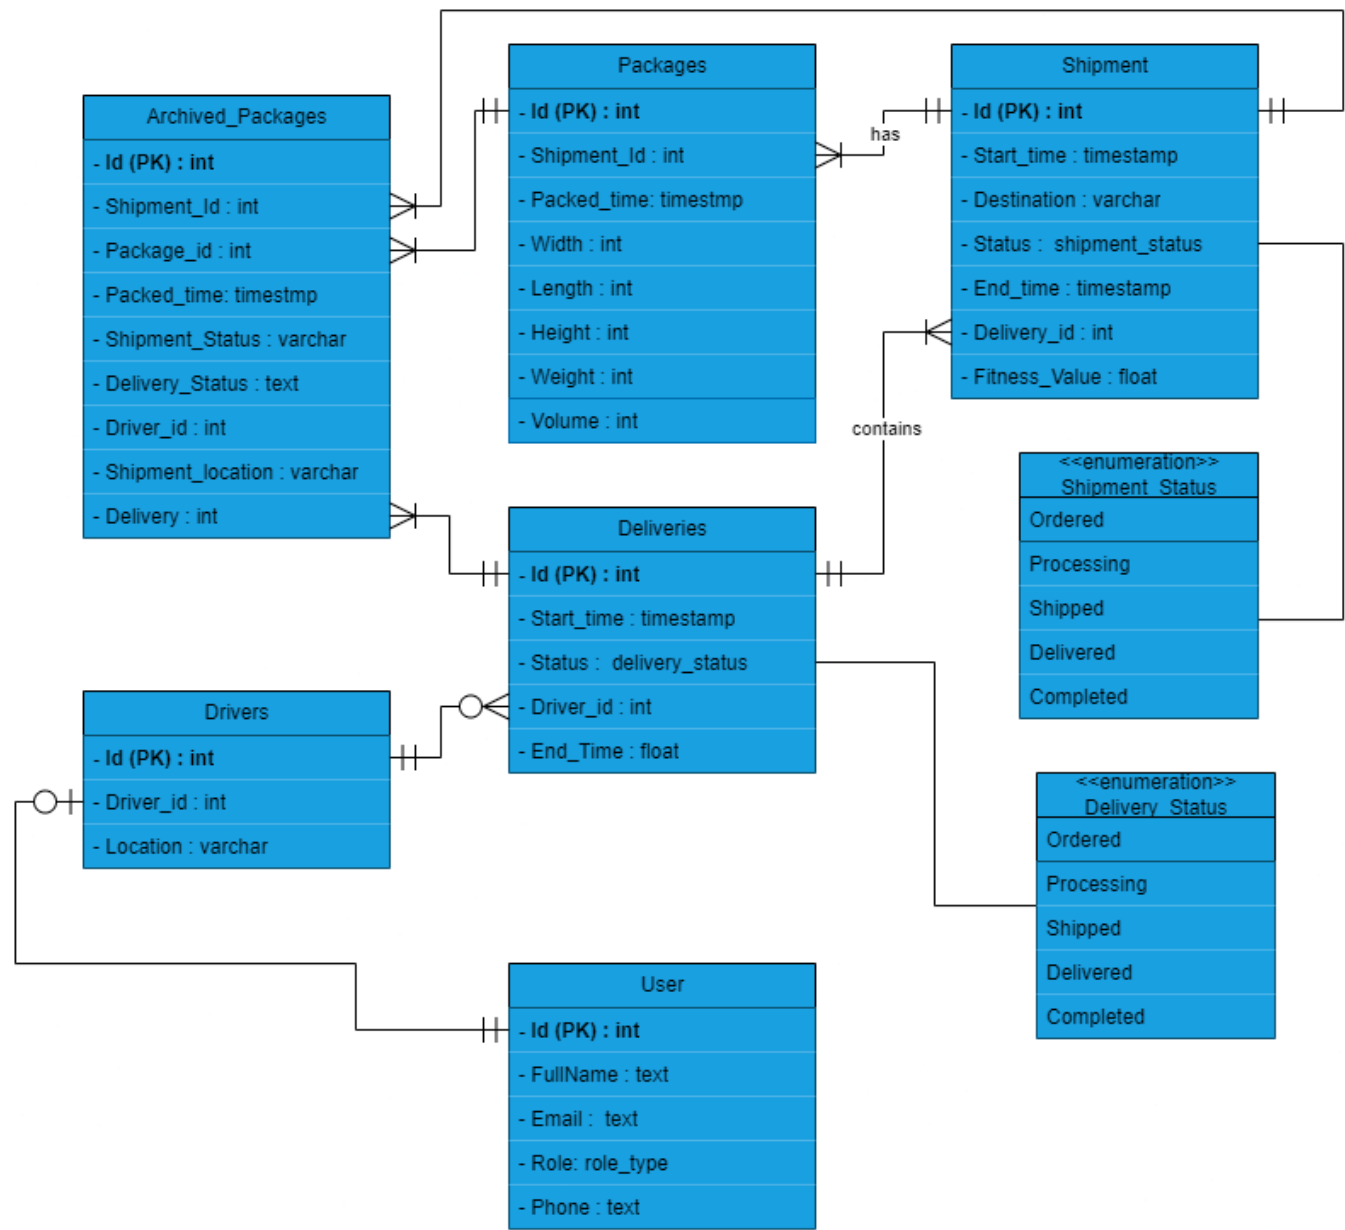 Archived_Packages
- Id (PK) : int
- Shipment_Id : int
- Package_id : int
- Packed_time: timestmp
- Shipment_Status : varchar
- Delivery_Status : text
- Driver_id : int
- Shipment_location : varchar
- Delivery : int
Packages
- Id (PK) : int
- Shipment_Id : int
- Packed_time: timestmp
- Width : int
- Length : int
- Height : int
- Weight : int
- Volume : int
has
Shipment
- Id (PK) : int
- Start_time : timestamp
- Destination : varchar
- Status : shipment_status
- End_time : timestamp
- Delivery_id : int
- Fitness_Value : float
contains
<<enumeration>>
Shipment_Status
Ordered
Processing
Shipped
Delivered
Completed
Deliveries
- Id (PK) : int
- Start_time : timestamp
- Status : delivery_status
- Driver_id : int
- End_Time : float
Drivers
- Id (PK) : int
- Driver_id : int
- Location : varchar
<<enumeration>>
Delivery_Status
Ordered
Processing
Shipped
Delivered
Completed
User
- Id (PK) : int
- FullName : text
- Email : text
- Role: role_type
- Phone : text